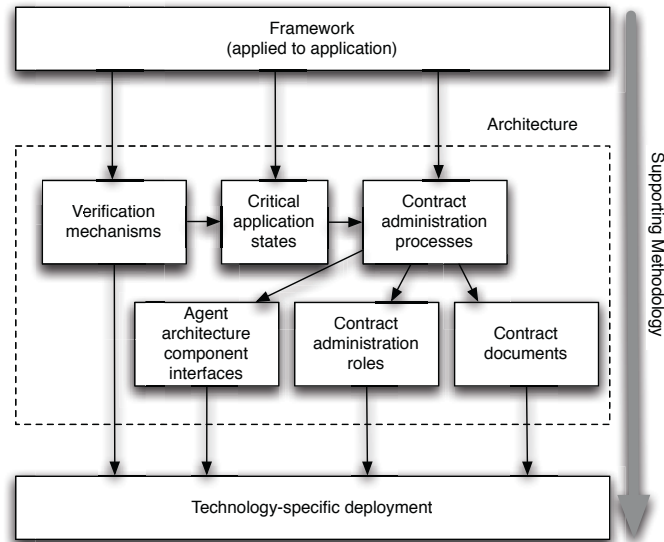 Framework
(applied to application)
Architecture
Verification
mechanisms
Critical
application
states
Contract
administration
processes
Agent
architecture
component
interfaces
Contract
administration
roles
Contract
documents
Technology-specific deployment
Supporting Methodology